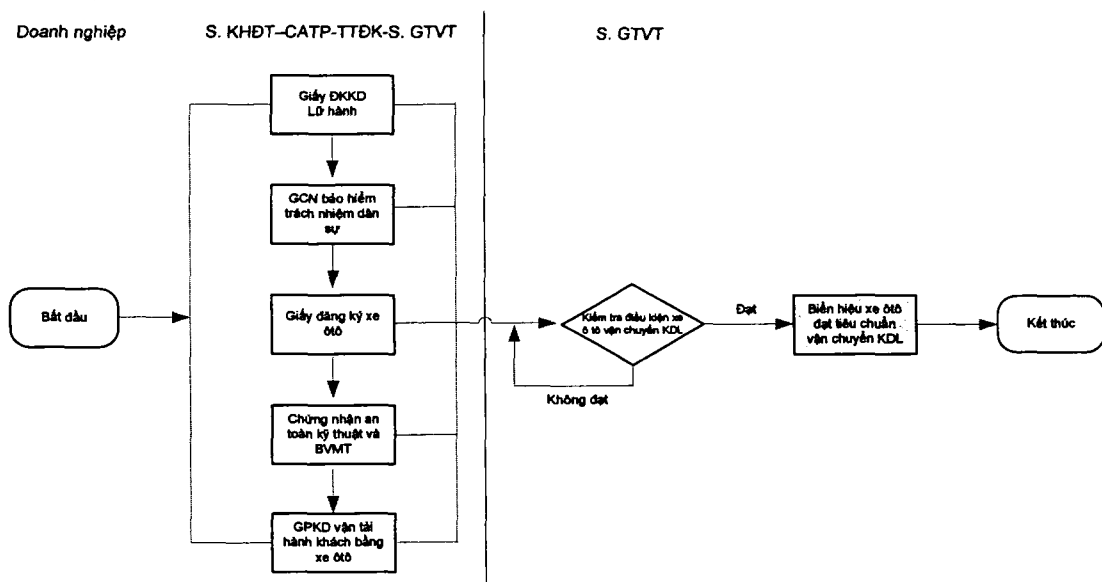 Doanh nghiệp
S. KHĐT–CATP-TTĐK-S. GTVT
S. GTVT
Giấy ĐKKD
Lữ hành
GCN bảo hiểm
trách nhiệm dân
sự
Bắt đầu
Giấy đăng ký xe
ôtô
Kiểm tra điều kiện xe
ô tô vận chuyển KDL
Đạt
Biển hiệu xe ôtô
đạt tiêu chuẩn
vận chuyển KDL
Kết thúc
Không đạt
Chứng nhận an
toàn kỹ thuật và
BVMT
GPKD vận tải
hành khách bằng
xe ôtô